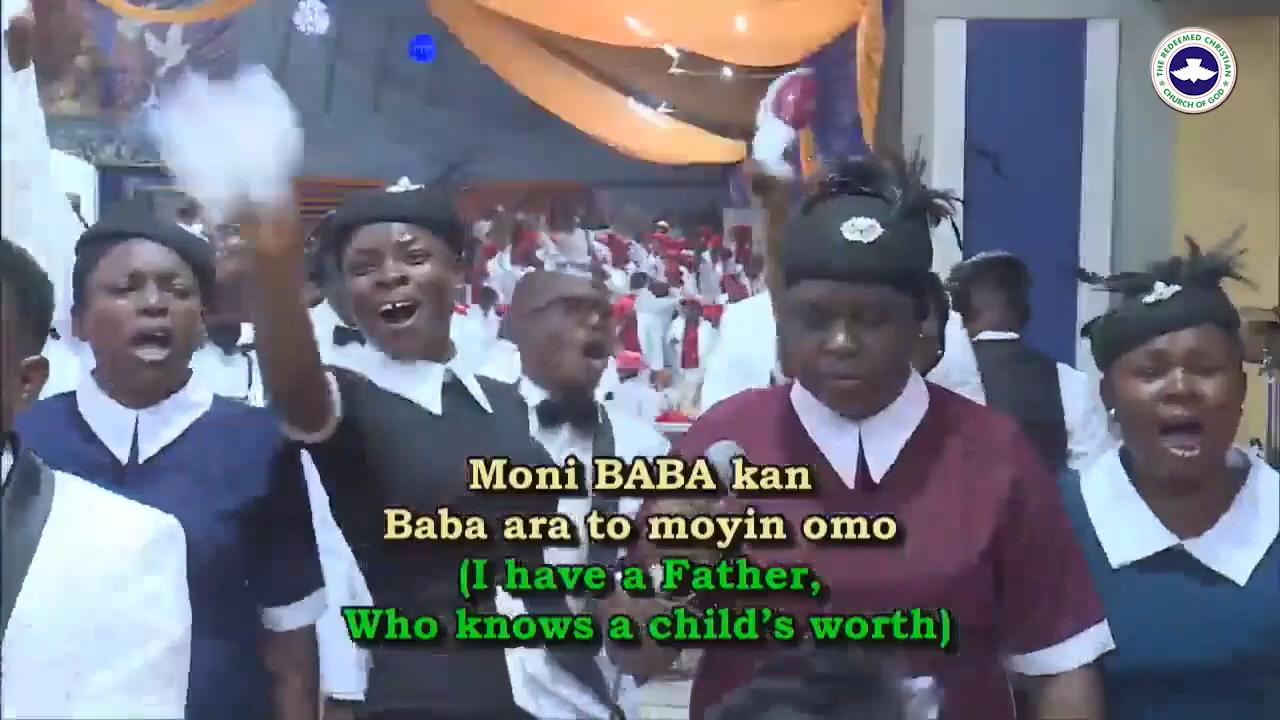 THE REDEEMED CHRISTIAN
CHURCH OF GOD
Moni BABA kan
Baba ara to moyin omo
(I have a Father,
Who knows a child's worth)